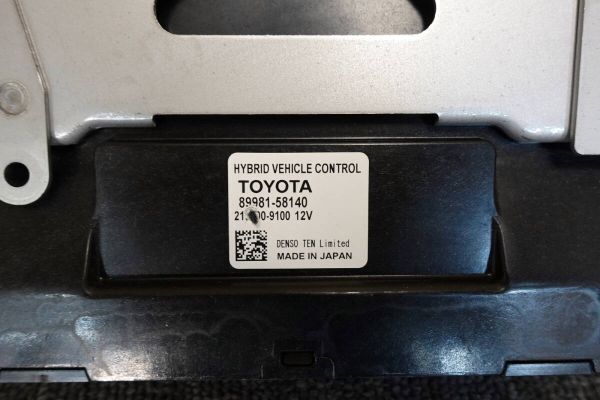 HYBRID VEHICLE CONTROL
TOYOTA
89981-58140
12V
DENSO TEN Limited
MADE IN JAPAN